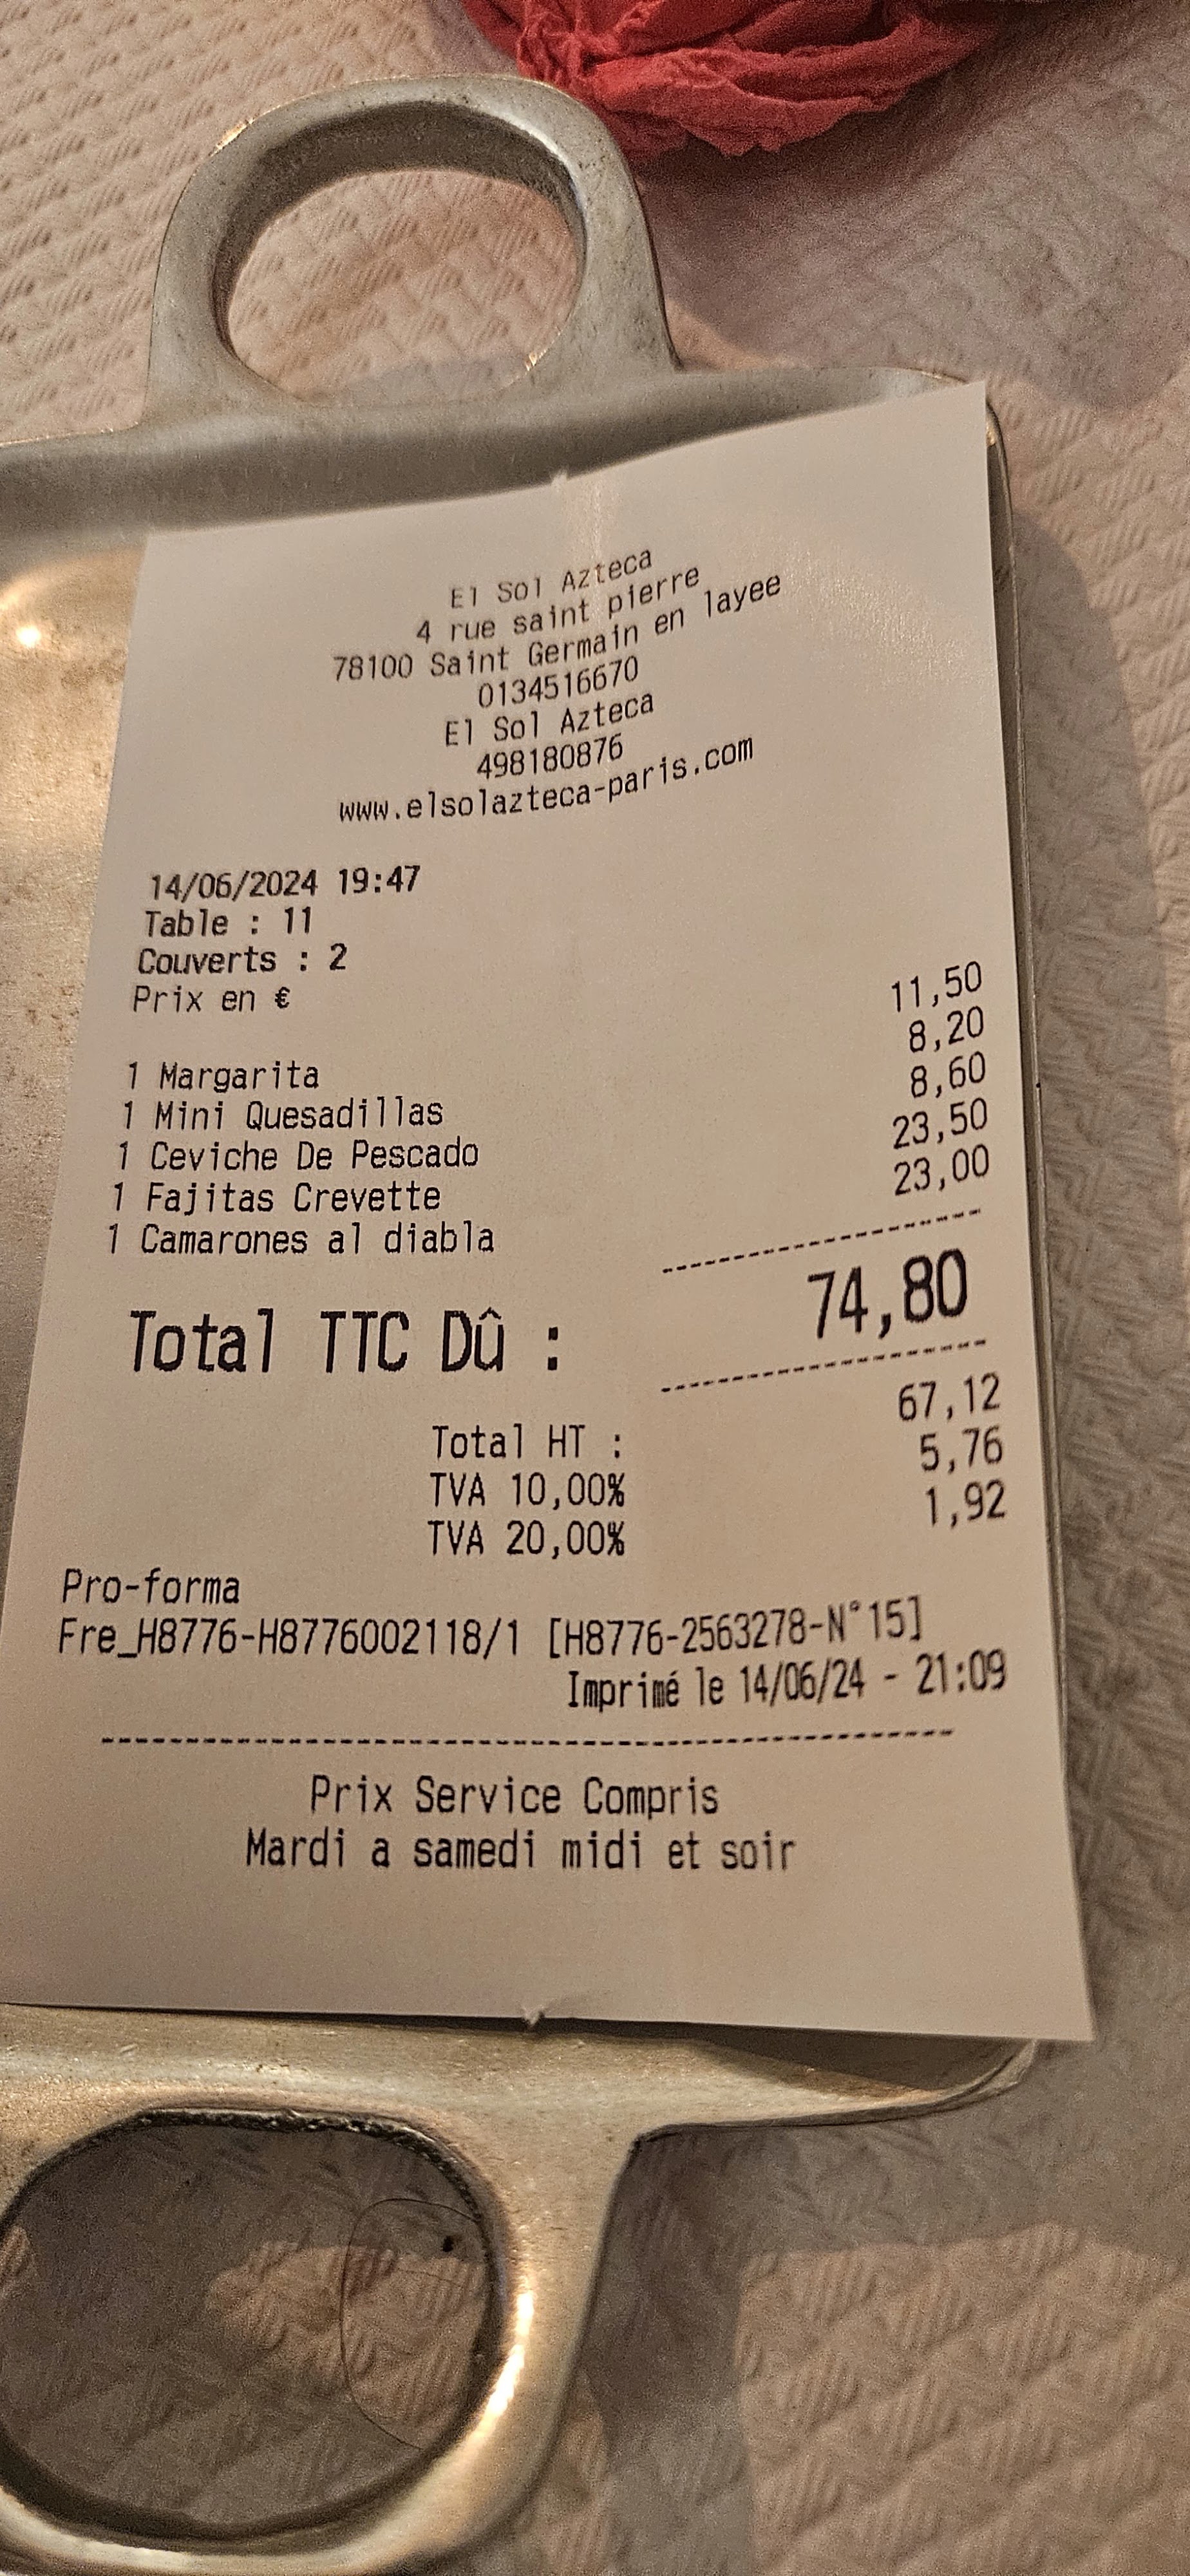 El Sol Azteca
4 rue saint pierre
78100 Saint Germain en layee
0134516670
El Sol Azteca
498180876
www.elsolazteca-paris.com
14/06/2024 19:47
Table : 11
Couverts : 2
Prix en €
1 Margarita 11,50
1 Mini Quesadillas 8,20
1 Ceviche De Pescado 8,60
1 Fajitas Crevette 23,50
1 Camarones al diabla 23,00
Total TTC Dû : 74,80
Total HT : 67,12
TVA 10,00% 5,76
TVA 20,00% 1,92
Pro-forma
Fre_H8776-H8776002118/1 [H8776-2563278-N°15]
Imprimé le 14/06/24 - 21:09
Prix Service Compris
Mardi a samedi midi et soir